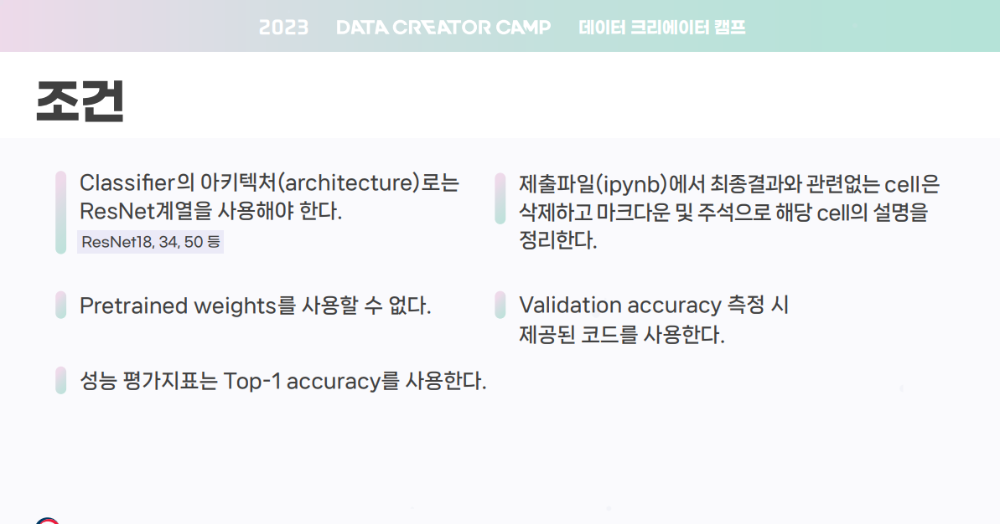 2023 DATA CREATOR CAMP 데이터 크리에이터 캠프
조건
Classifier의 아키텍처(architecture)로는
ResNet계열을 사용해야 한다.
ResNet18, 34, 50 등
Pretrained weights를 사용할 수 없다.
성능 평가지표는 Top-1 accuracy를 사용한다.
제출파일(ipynb)에서 최종결과와 관련없는 cell은
삭제하고 마크다운 및 주석으로 해당 cell의 설명을
정리한다.
Validation accuracy 측정 시
제공된 코드를 사용한다.